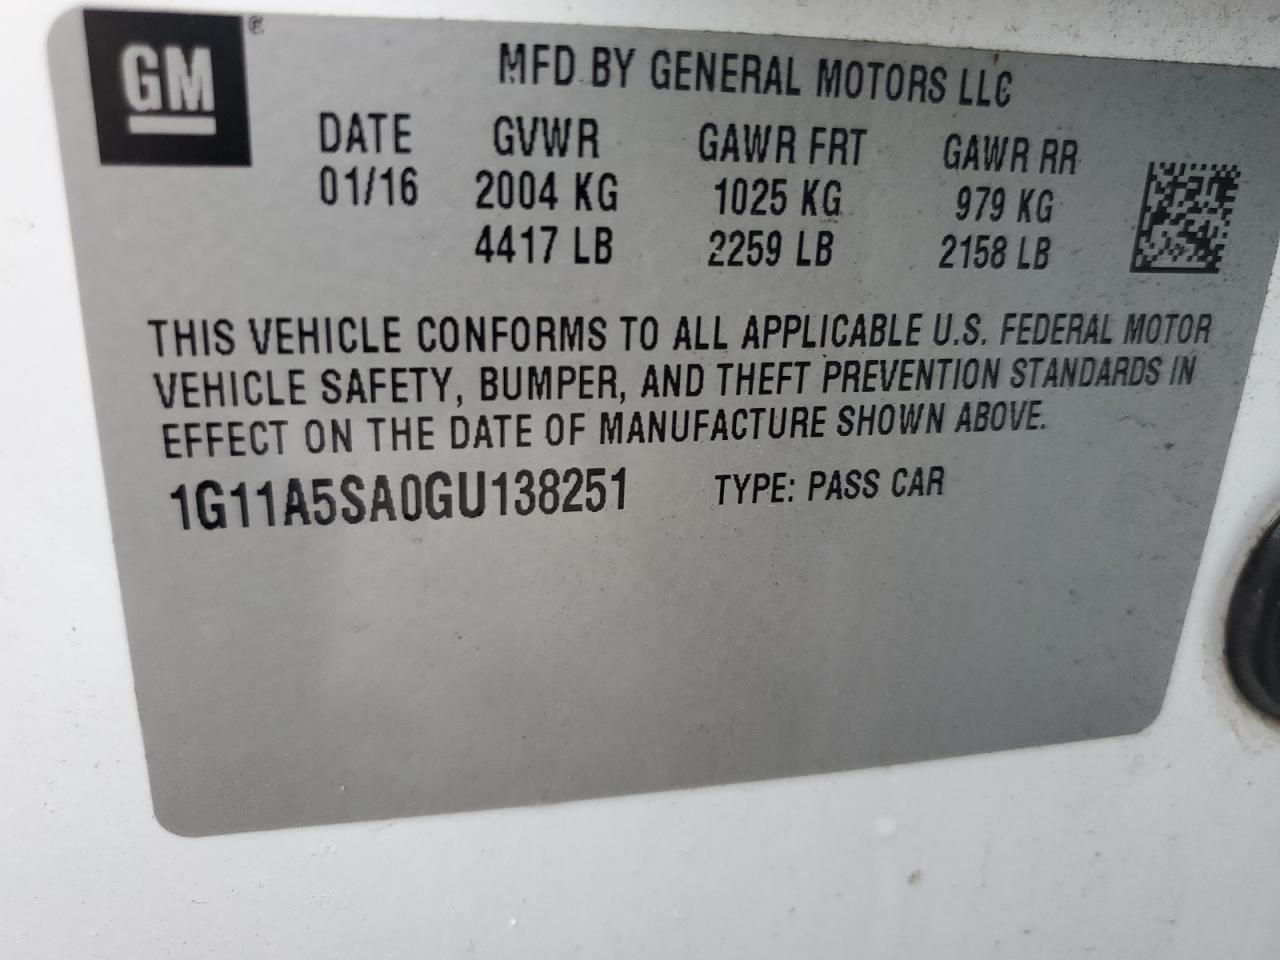 GM®
MFD BY GENERAL MOTORS LLC
DATE GVWR GAWR FRT GAWR RR
01/16 2004 KG 1025 KG 979 KG
4417 LB 2259 LB 2158 LB
THIS VEHICLE CONFORMS TO ALL APPLICABLE U.S. FEDERAL MOTOR
VEHICLE SAFETY, BUMPER, AND THEFT PREVENTION STANDARDS IN
EFFECT ON THE DATE OF MANUFACTURE SHOWN ABOVE.
1G11A5SA0GU138251 TYPE: PASS CAR